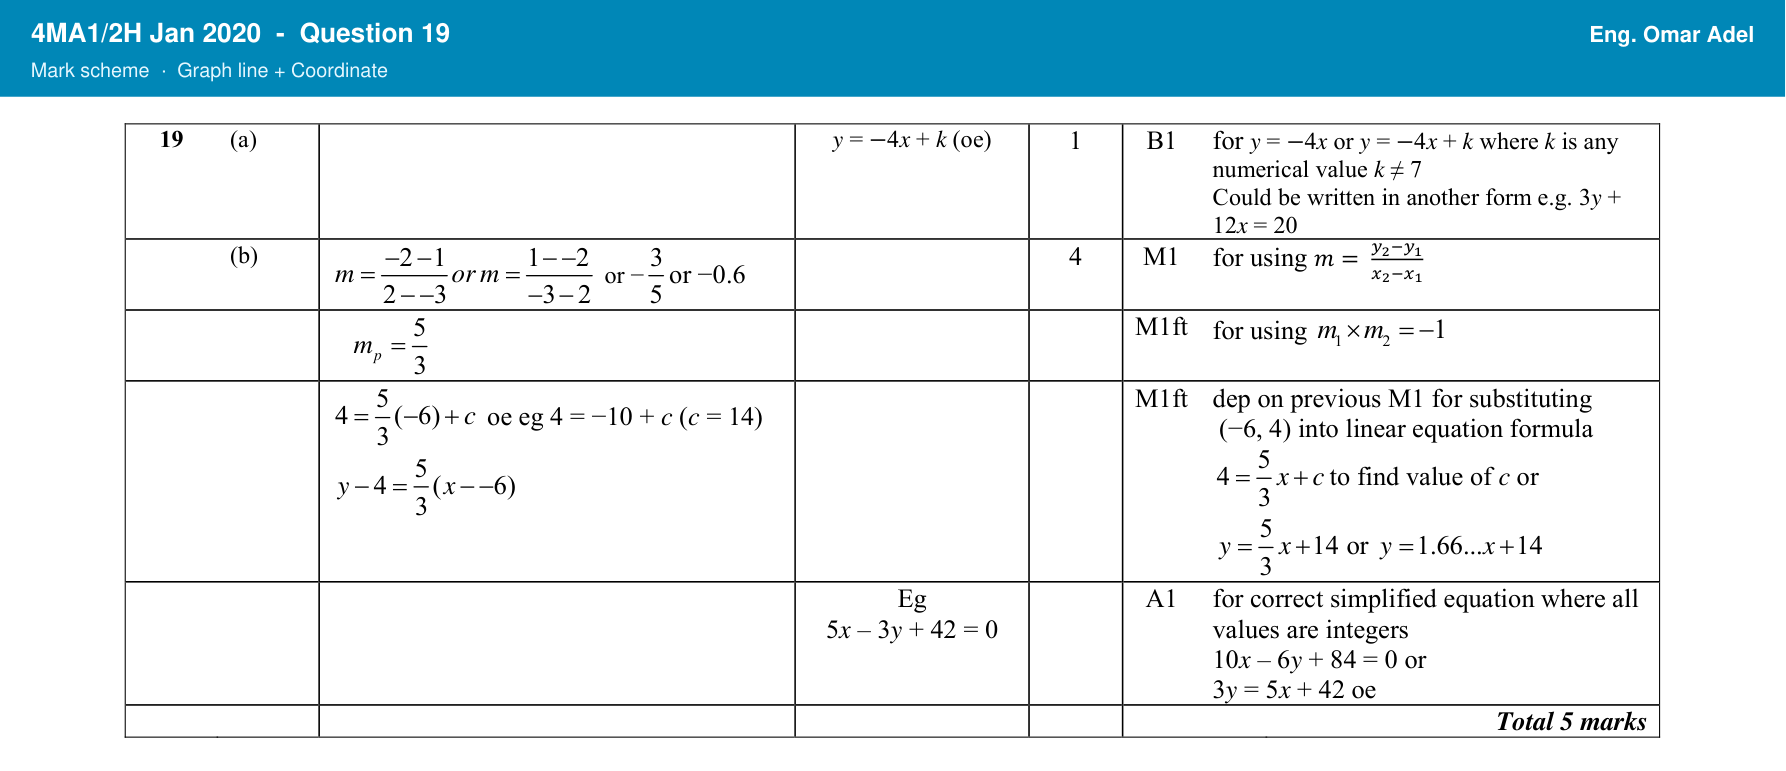 4MA1/2H Jan 2020 - Question 19
Eng. Omar Adel
Mark scheme · Graph line + Coordinate
19 (a) y = −4x + k (oe) 1 B1 for y = −4x or y = −4x + k where k is any
numerical value k ≠ 7
Could be written in another form e.g. 3y +
12x = 20
(b) m = (−2 − 1)/(2 − −3) or m = (1 − −2)/(−3 − 2) or −3/5 or −0.6 4 M1 for using m = (y₂−y₁)/(x₂−x₁)
mₚ = 5/3 M1ft for using m₁ × m₂ = −1
4 = 5/3(−6) + c oe eg 4 = −10 + c (c = 14) M1ft dep on previous M1 for substituting
(−6, 4) into linear equation formula
y − 4 = 5/3(x − −6) 4 = 5/3x + c to find value of c or
y = 5/3x + 14 or y = 1.66...x + 14
Eg A1 for correct simplified equation where all
5x – 3y + 42 = 0 values are integers
10x – 6y + 84 = 0 or
3y = 5x + 42 oe
Total 5 marks